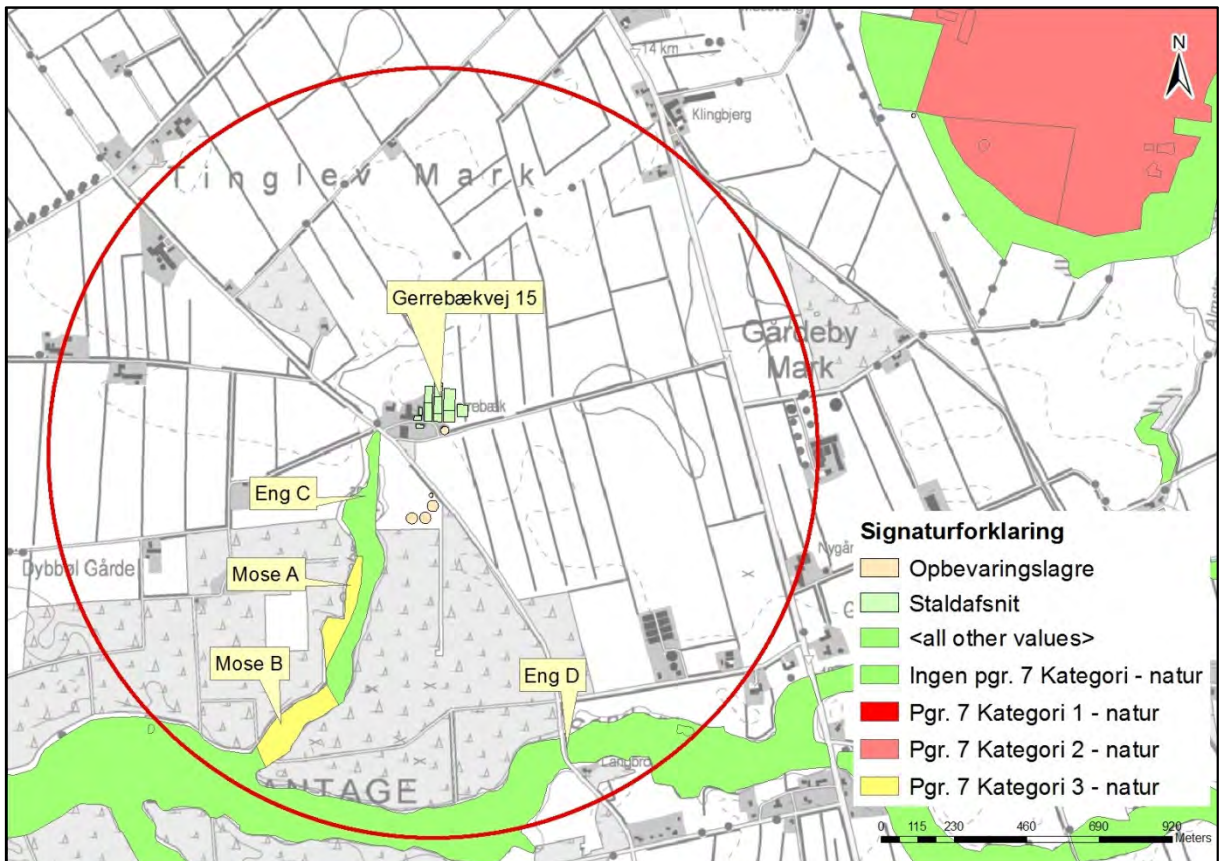 14 km
N
Klingbjerg
Tinglev Mark
Gerrebækvej 15
Gårdeby
Mark
Eng C
Dybbøl Gårde
Mose A
Mose B
Eng D
Langbro
Signaturforklaring
Opbevaringslagre
Staldafsnit
<all other values>
Ingen pgr. 7 Kategori - natur
Pgr. 7 Kategori 1 - natur
Pgr. 7 Kategori 2 - natur
Pgr. 7 Kategori 3 - natur
0 115 230 460 690 920
Meters
ANTAGE